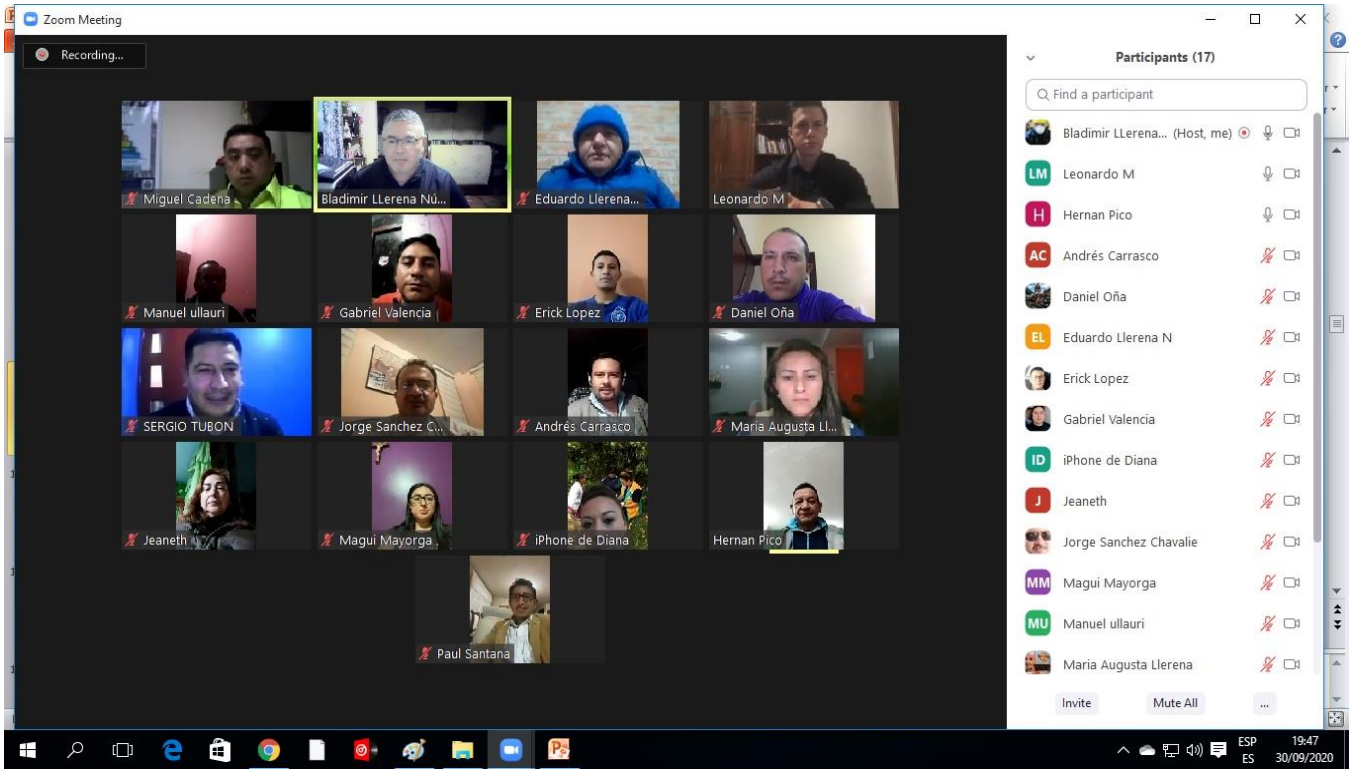 Zoom Meeting
Recording...
Miguel Cadena
Bladimir LLerena Nú...
Eduardo Llerena...
Leonardo M
Manuel ullauri
Gabriel Valencia
Erick Lopez
Daniel Oña
SERGIO TUBON
Jorge Sanchez C...
Andrés Carrasco
Maria Augusta Ll...
Jeaneth
Magui Mayorga
iPhone de Diana
Hernan Pico
Paul Santana
Participants (17)
Find a participant
Bladimir LLerena... (Host, me)
LM Leonardo M
H Hernan Pico
AC Andrés Carrasco
Daniel Oña
EL Eduardo Llerena N
Erick Lopez
Gabriel Valencia
ID iPhone de Diana
J Jeaneth
Jorge Sanchez Chavalie
MM Magui Mayorga
MU Manuel ullauri
Maria Augusta Llerena
Invite Mute All ...
ESP 19:47
ES 30/09/2020